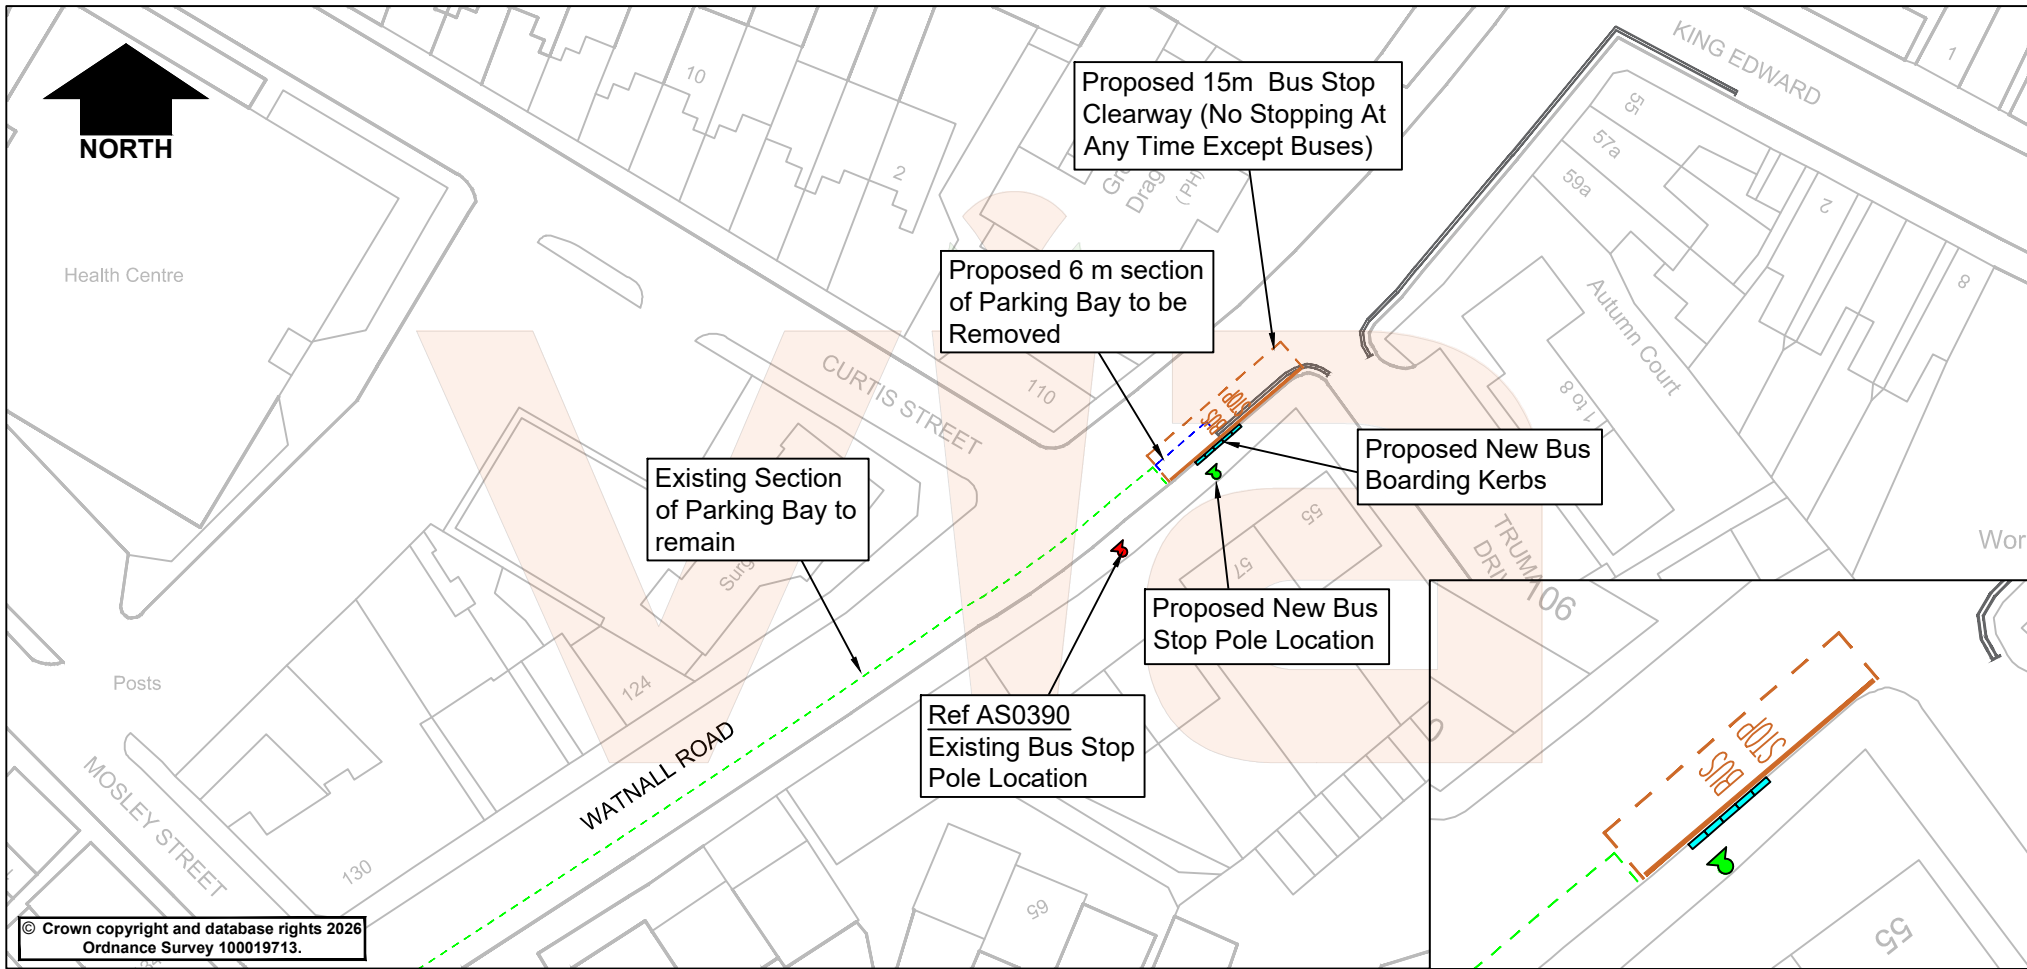 NORTH
KING EDWARD
1
10
2
Proposed 15m Bus Stop
Clearway (No Stopping At
Any Time Except Buses)
(PH)
55
57a
59a
2
8
Health Centre
Proposed 6 m section
of Parking Bay to be
Removed
Autumn Court
1 to 8
CURTIS STREET
110
BUS
STOP
Existing Section
of Parking Bay to
remain
Proposed New Bus
Boarding Kerbs
55
57
Proposed New Bus
Stop Pole Location
106
Posts
124
Ref AS0390
Existing Bus Stop
Pole Location
WATNALL ROAD
MOSLEY STREET
130
65
via
BUS
STOP
55
© Crown copyright and database rights 2026
Ordnance Survey 100019713.